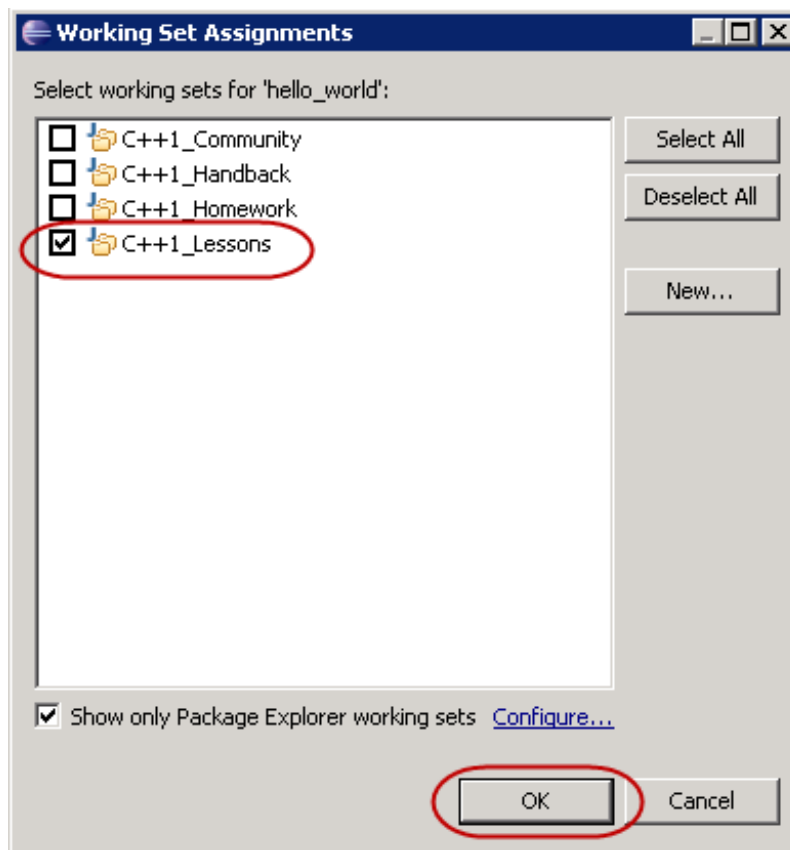 Working Set Assignments
Select working sets for 'hello_world':
C++1_Community
C++1_Handback
C++1_Homework
C++1_Lessons
Select All
Deselect All
New...
Show only Package Explorer working sets Configure...
OK
Cancel